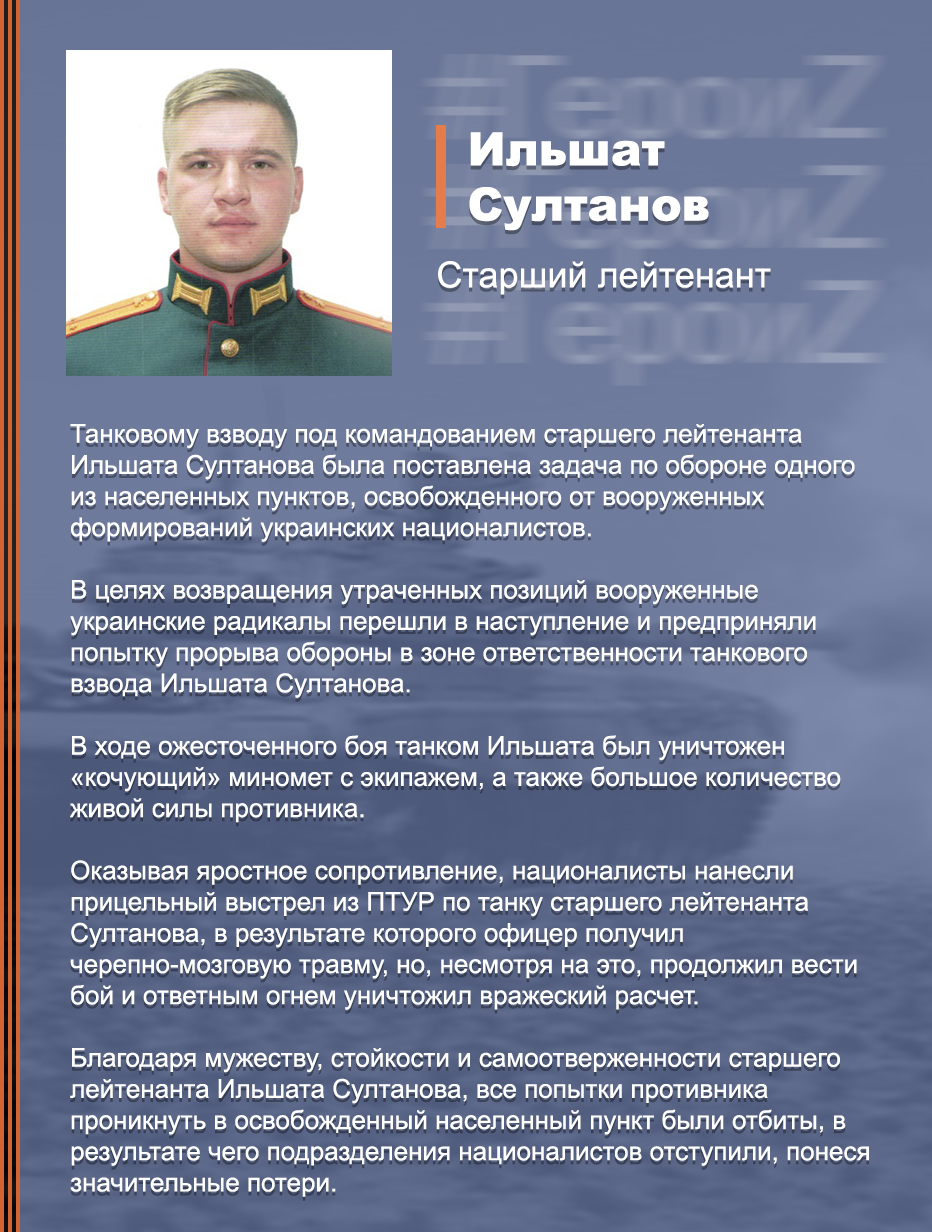 #ГероиZ
#ГероиZ
#ГероиZ
Ильшат
Султанов
Старший лейтенант
Танковому взводу под командованием старшего лейтенанта
Ильшата Султанова была поставлена задача по обороне одного
из населенных пунктов, освобожденного от вооруженных
формирований украинских националистов.
В целях возвращения утраченных позиций вооруженные
украинские радикалы перешли в наступление и предприняли
попытку прорыва обороны в зоне ответственности танкового
взвода Ильшата Султанова.
В ходе ожесточенного боя танком Ильшата был уничтожен
«кочующий» миномет с экипажем, а также большое количество
живой силы противника.
Оказывая яростное сопротивление, националисты нанесли
прицельный выстрел из ПТУР по танку старшего лейтенанта
Султанова, в результате которого офицер получил
черепно-мозговую травму, но, несмотря на это, продолжил вести
бой и ответным огнем уничтожил вражеский расчет.
Благодаря мужеству, стойкости и самоотверженности старшего
лейтенанта Ильшата Султанова, все попытки противника
проникнуть в освобожденный населенный пункт были отбиты, в
результате чего подразделения националистов отступили, понеся
значительные потери.